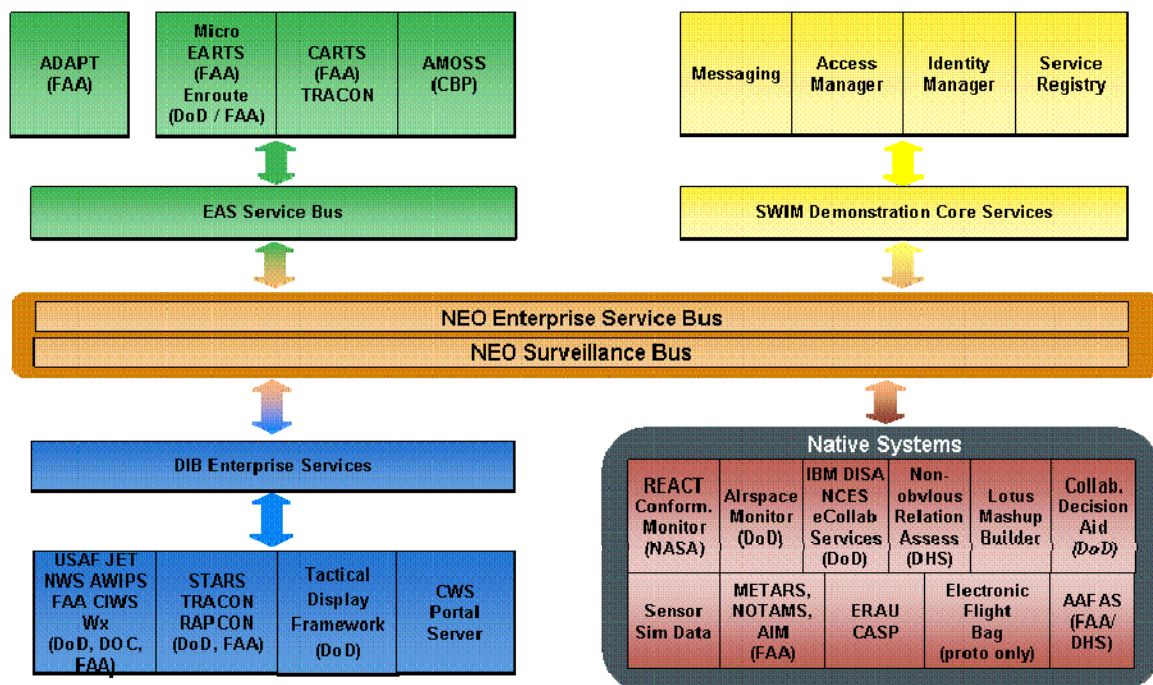 ADAPT
(FAA)
Micro
EARTS
(FAA)
Enroute
(DoD / FAA)
CARTS
(FAA)
TRACON
AMOSS
(CBP)
Messaging
Access
Manager
Identity
Manager
Service
Registry
EAS Service Bus
SWIM Demonstration Core Services
NEO Enterprise Service Bus
NEO Surveillance Bus
DIB Enterprise Services
Native Systems
REACT
Conform.
Monitor
(NASA)
Airspace
Monitor
(DoD)
IBM DISA
NCES
eCollab
Services
(DoD)
Non-
obvious
Relation
Assess
(DHS)
Lotus
Mashup
Builder
Collab.
Decision
Aid
(DoD)
USAF JET
NWS AWIPS
FAA CIWS
Wx
(DoD, DOC,
FAA)
STARS
TRACON
RAPCON
(DoD, FAA)
Tactical
Display
Framework
(DoD)
CWS
Portal
Server
Sensor
Sim Data
METARS,
NOTAMS,
AIM
(FAA)
ERAU
CASP
Electronic
Flight
Bag
(proto only)
AAFAS
(FAA/
DHS)